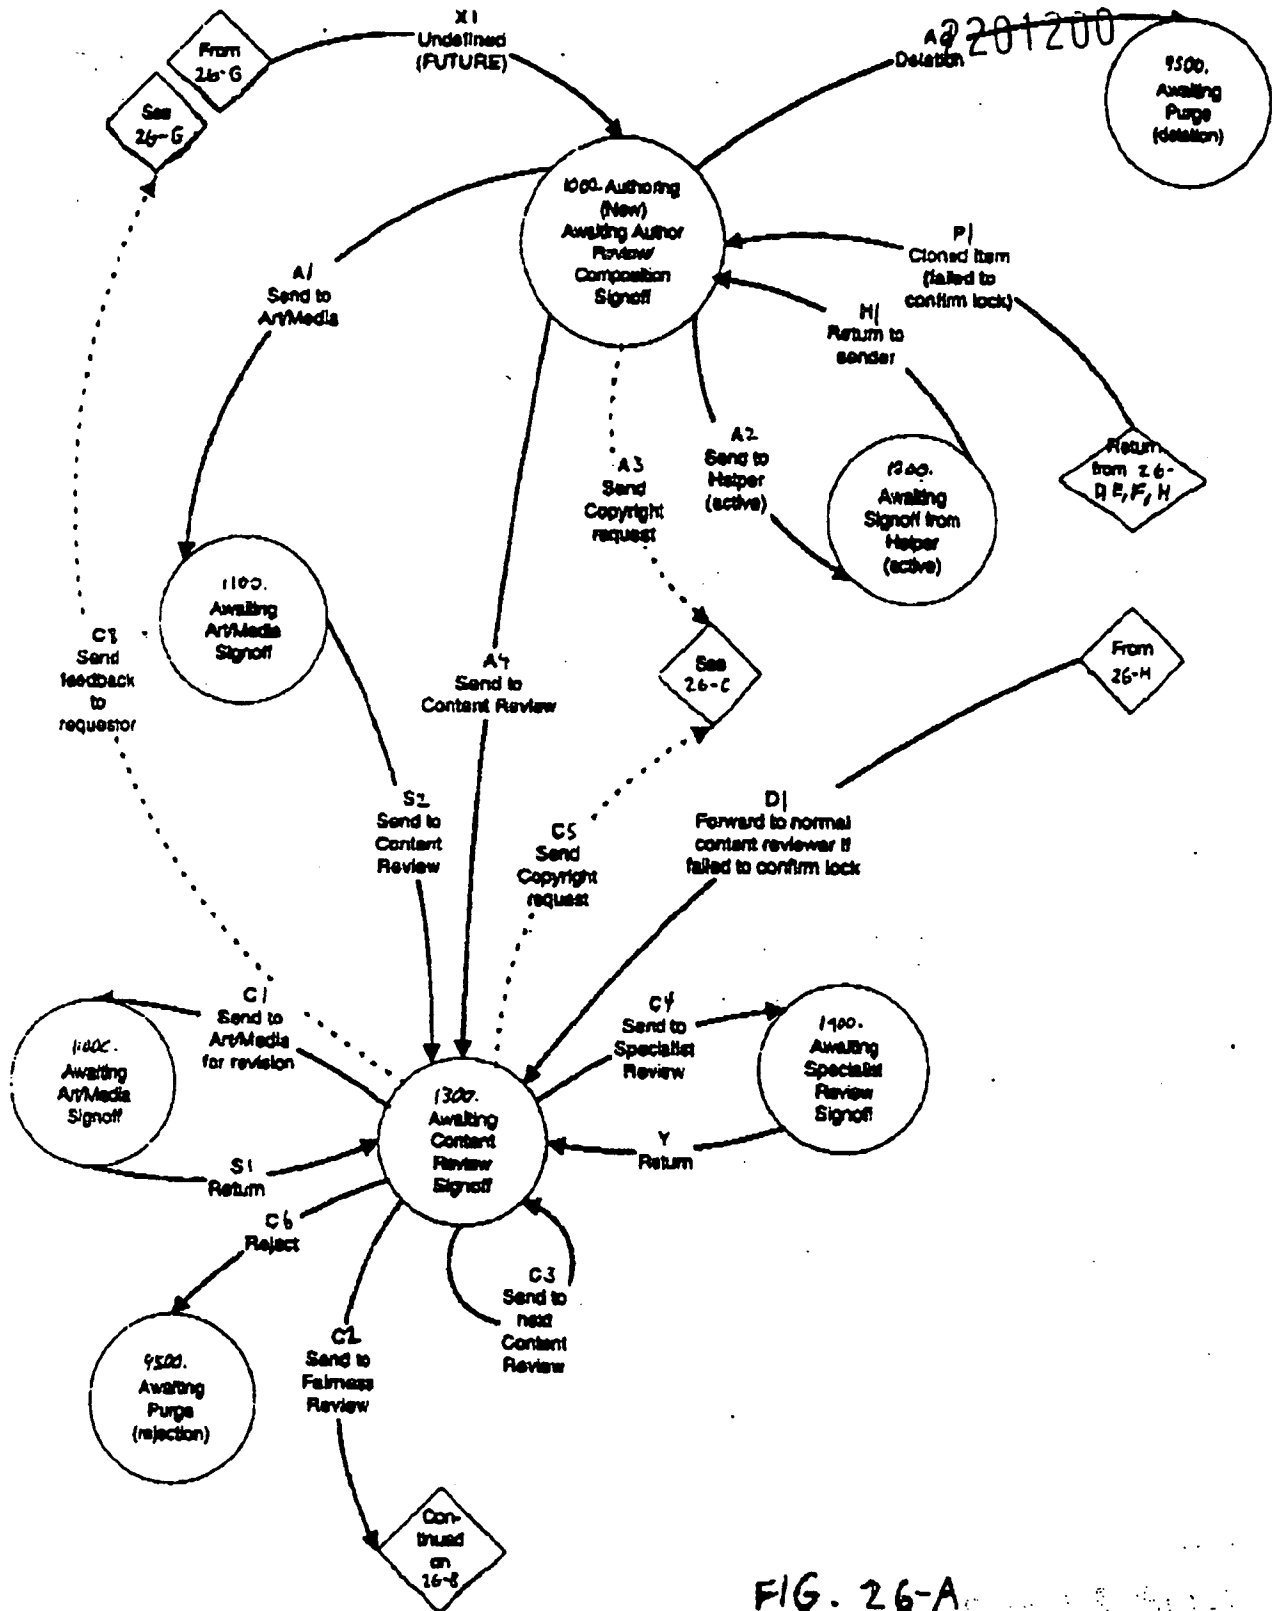 2201200
X1
Undefined
(FUTURE)
From
26-G
See
26-G
Deletion
9500.
Awaiting
Purge
(deletion)
1000. Authoring
(New)
Awaiting Author
Review/
Composition
Signoff
P1
Cloned item
(failed to
confirm lock)
A1
Send to
Art/Media
H1
Return to
sender
A2
Send to
Helper
(active)
A3
Send
Copyright
request
1200.
Awaiting
Signoff from
Helper
(active)
Return
from 26-
D,E,F,H
1100.
Awaiting
Art/Media
Signoff
Send
feedback
to
requestor
A4
Send to
Content Review
See
26-C
From
26-H
S2
Send to
Content
Review
C5
Send
Copyright
request
D1
Forward to normal
content reviewer if
failed to confirm lock
C1
Send to
Art/Media
for revision
C4
Send to
Specialist
Review
1400.
Awaiting
Specialist
Review
Signoff
Awaiting
Art/Media
Signoff
1300.
Awaiting
Content
Review
Signoff
S1
Return
Y
Return
C6
Reject
C3
Send to
next
Content
Review
C2
Send to
Fairness
Review
9500.
Awaiting
Purge
(rejection)
Con-
tinued
on
26-B
FIG. 26-A